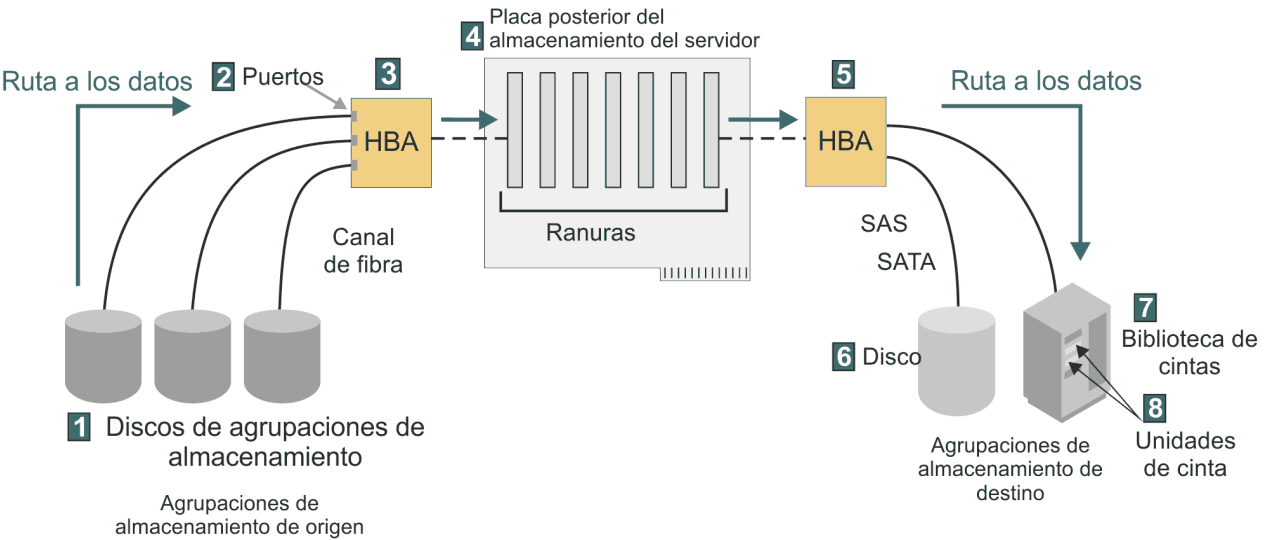 Ruta a los datos
2 Puertos
3
HBA
4 Placa posterior del
almacenamiento del servidor
Ranuras
5
HBA
Ruta a los datos
Canal
de fibra
SAS
SATA
1 Discos de agrupaciones de
almacenamiento
Agrupaciones de
almacenamiento de origen
6 Disco
7
Biblioteca de
cintas
8
Unidades
de cinta
Agrupaciones de
almacenamiento de
destino